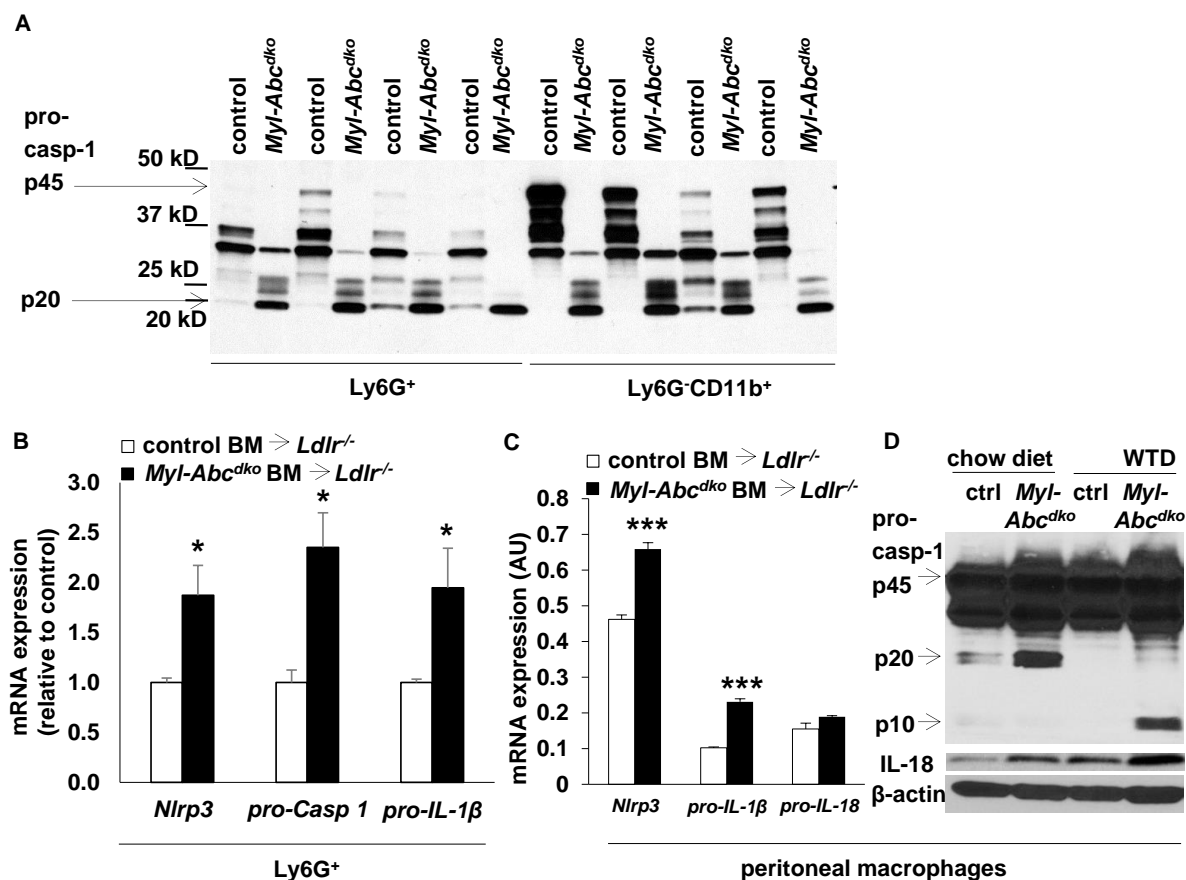 A
control Myl-Abcdko control Myl-Abcdko control Myl-Abcdko control Myl-Abcdko control Myl-Abcdko control Myl-Abcdko control Myl-Abcdko control Myl-Abcdko
pro-
casp-1
50 kD
p45
37 kD
25 kD
p20
20 kD
Ly6G+
Ly6G-CD11b+
B
control BM → Ldlr-/-
Myl-Abcdko BM → Ldlr-/-
mRNA expression
(relative to control)
3.0
2.5
2.0
1.5
1.0
0.5
0.0
* * *
Nlrp3 pro-Casp 1 pro-IL-1β
Ly6G+
C
control BM → Ldlr-/-
Myl-Abcdko BM → Ldlr-/-
mRNA expression (AU)
0.8
0.7
0.6
0.5
0.4
0.3
0.2
0.1
0
***
***
Nlrp3 pro-IL-1β pro-IL-18
D
chow diet WTD
ctrl Myl- ctrl Myl-
Abcdko Abcdko
pro-
casp-1
p45
p20
p10
IL-18
β-actin
peritoneal macrophages